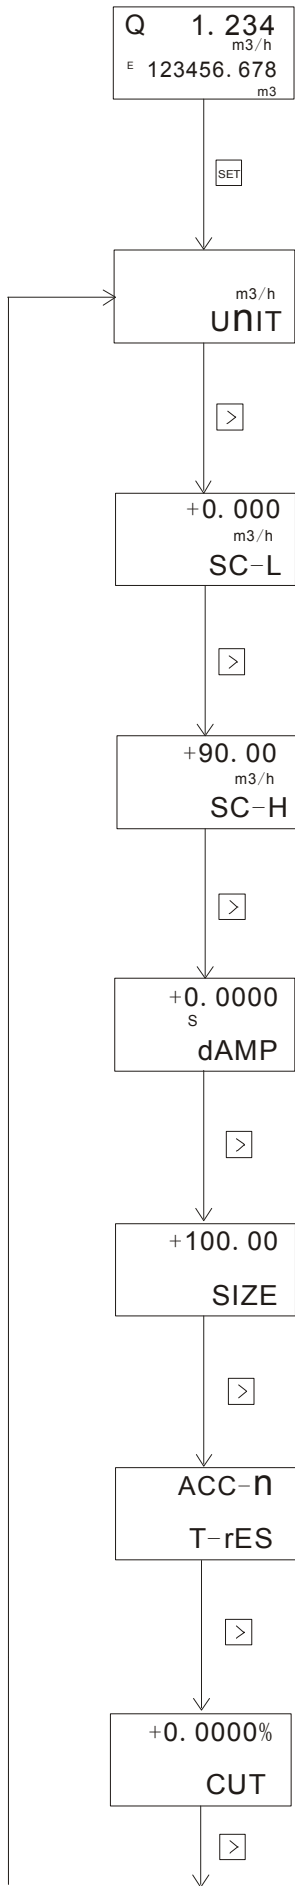 Q 1.234
m3/h
E 123456.678
m3
SET
m3/h
UnIT
>
+0.000
m3/h
SC-L
>
+90.00
m3/h
SC-H
>
+0.0000
S
dAMP
>
+100.00
SIZE
>
ACC-n
T-rES
>
+0.0000%
CUT
>